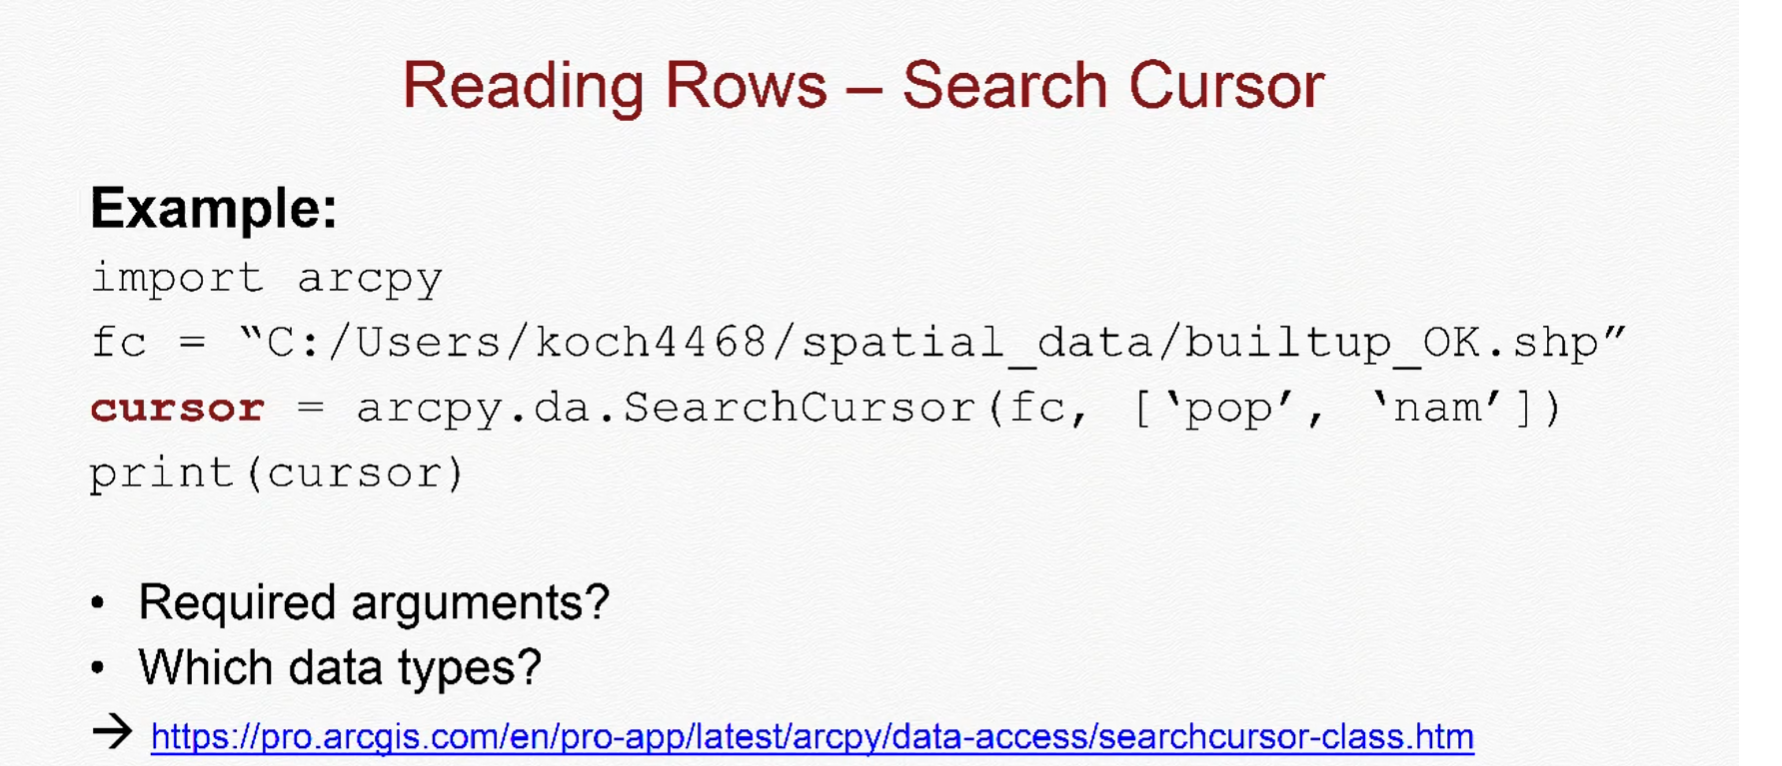 Reading Rows – Search Cursor
Example:
import arcpy
fc = “C:/Users/koch4468/spatial_data/builtup_OK.shp”
cursor = arcpy.da.SearchCursor(fc, [‘pop’, ‘nam’])
print(cursor)
• Required arguments?
• Which data types?
→ https://pro.arcgis.com/en/pro-app/latest/arcpy/data-access/searchcursor-class.htm